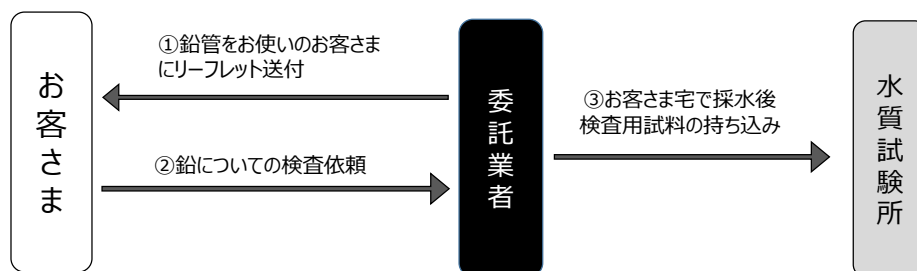 お客さま
①鉛管をお使いのお客さま
にリーフレット送付
②鉛についての検査依頼
委託業者
③お客さま宅で採水後
検査用試料の持ち込み
水質試験所